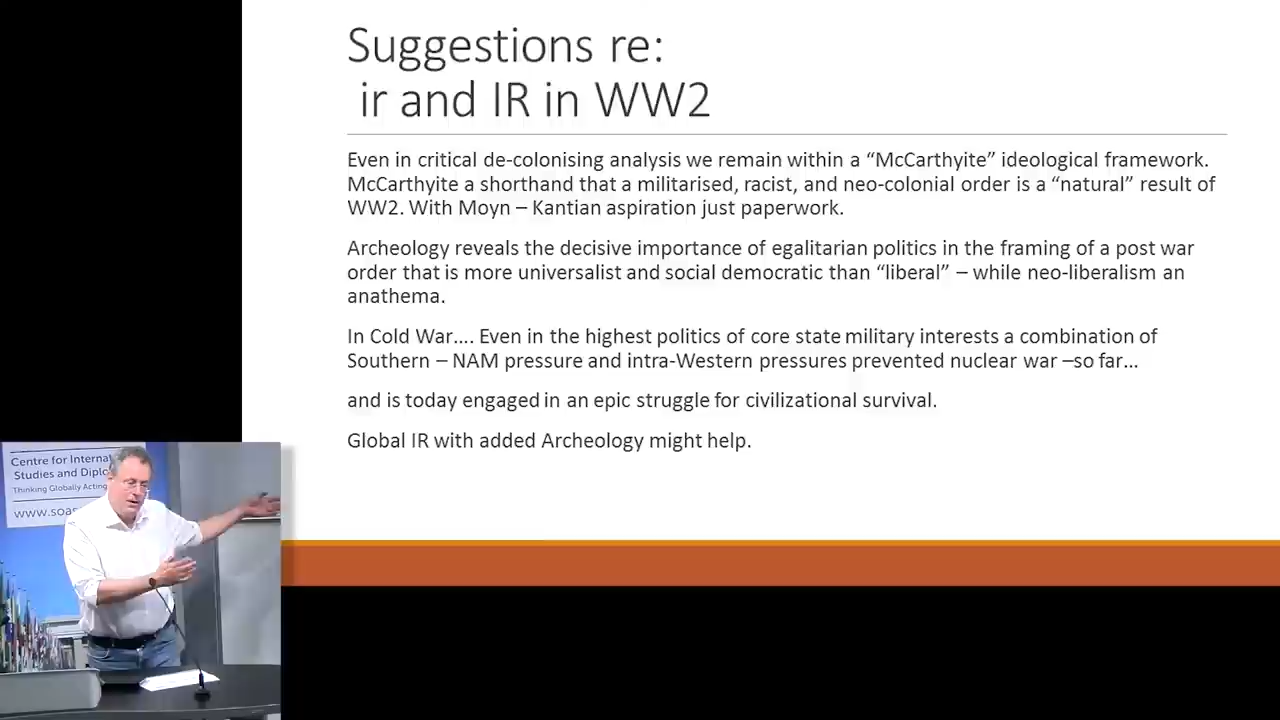 Suggestions re:
ir and IR in WW2
Even in critical de-colonising analysis we remain within a “McCarthyite” ideological framework.
McCarthyite a shorthand that a militarised, racist, and neo-colonial order is a “natural” result of
WW2. With Moyn – Kantian aspiration just paperwork.
Archeology reveals the decisive importance of egalitarian politics in the framing of a post war
order that is more universalist and social democratic than “liberal” – while neo-liberalism an
anathema.
In Cold War…. Even in the highest politics of core state military interests a combination of
Southern – NAM pressure and intra-Western pressures prevented nuclear war –so far…
and is today engaged in an epic struggle for civilizational survival.
Global IR with added Archeology might help.
Centre for Internat
Studies and Diplo
Thinking Globally Acting
www.soas